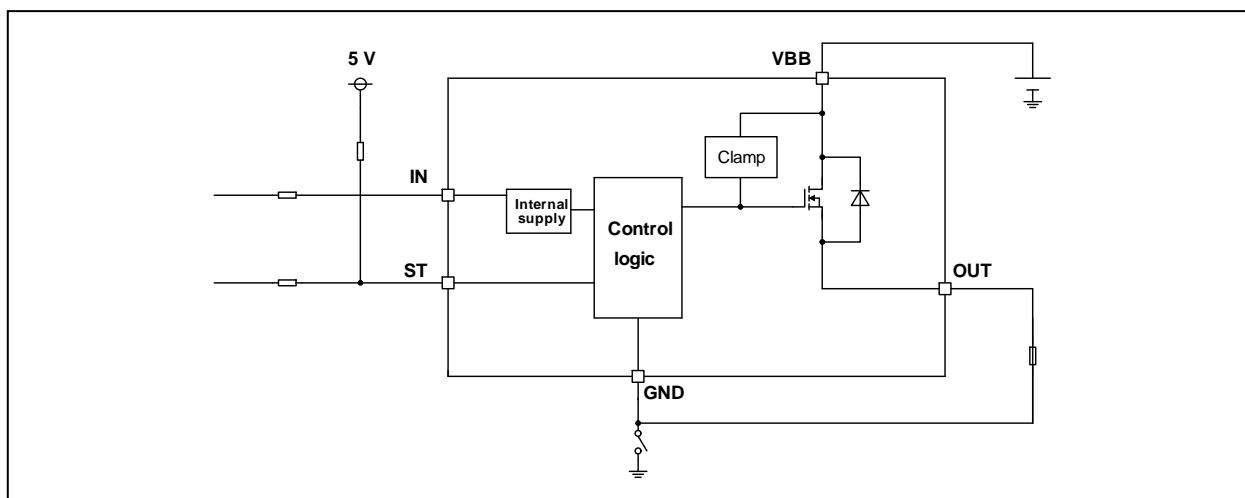 5 V
VBB
Clamp
IN
Internal
supply
Control
logic
ST
OUT
GND